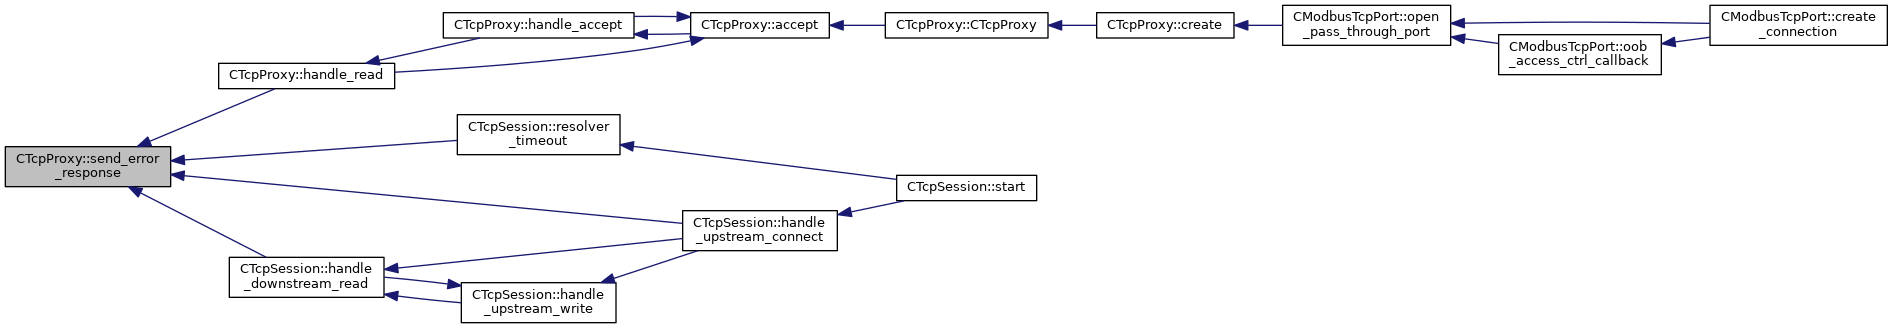 CTcpProxy::handle_accept
CTcpProxy::accept
CTcpProxy::CTcpProxy
CTcpProxy::create
CModbusTcpPort::open
_pass_through_port
CModbusTcpPort::create
_connection
CModbusTcpPort::oob
_access_ctrl_callback
CTcpProxy::handle_read
CTcpSession::resolver
_timeout
CTcpProxy::send_error
_response
CTcpSession::start
CTcpSession::handle
_upstream_connect
CTcpSession::handle
_downstream_read
CTcpSession::handle
_upstream_write